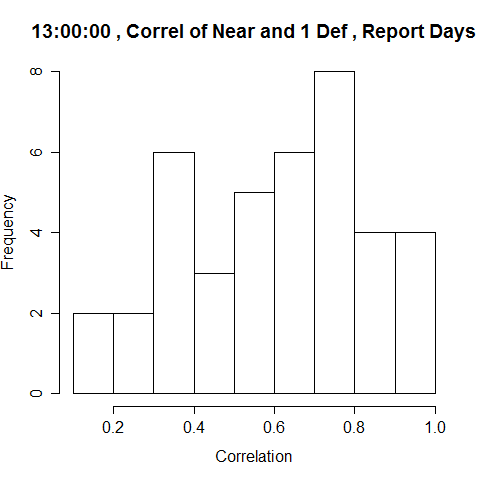 13:00:00 , Correl of Near and 1 Def , Report Days
8
6
4
2
0
Frequency
0.2 0.4 0.6 0.8 1.0
Correlation